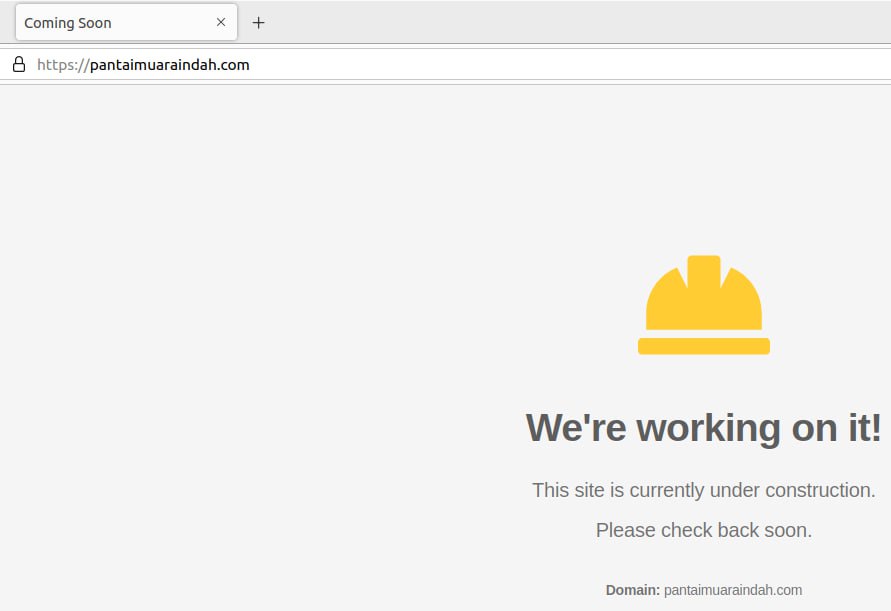 Coming Soon
https://pantaimuaraindah.com
We're working on it!
This site is currently under construction.
Please check back soon.
Domain: pantaimuaraindah.com